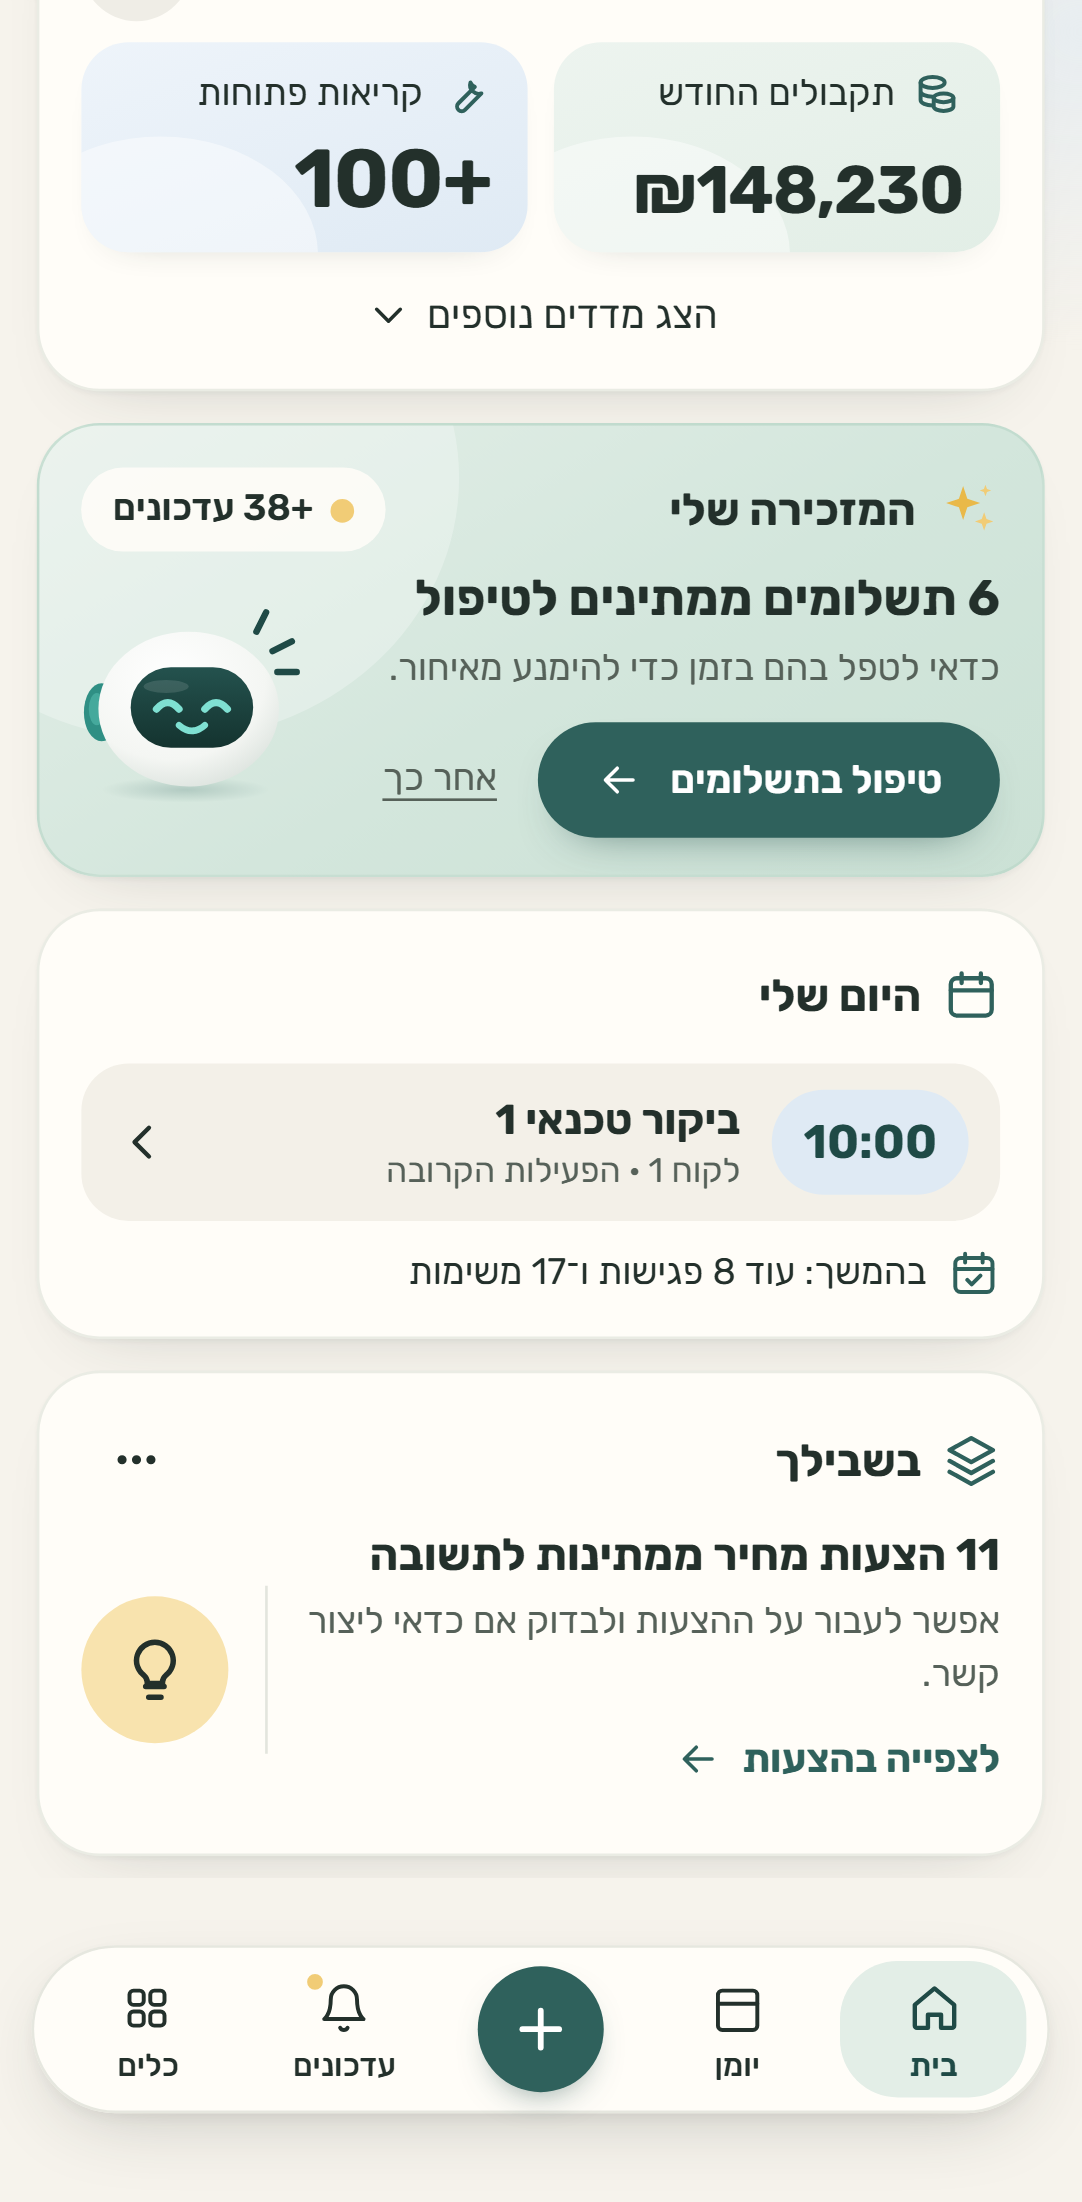 תקבולים החודש
₪148,230
קריאות פתוחות
100+
הצג מדדים נוספים
המזכירה שלי
38+ עדכונים
6 תשלומים ממתינים לטיפול
כדאי לטפל בהם בזמן כדי להימנע מאיחור.
טיפול בתשלומים
אחר כך
היום שלי
10:00
ביקור טכנאי 1
לקוח 1 • הפעילות הקרובה
בהמשך: עוד 8 פגישות ו־17 משימות
בשבילך
11 הצעות מחיר ממתינות לתשובה
אפשר לעבור על ההצעות ולבדוק אם כדאי ליצור
קשר.
לצפייה בהצעות
בית
יומן
עדכונים
כלים